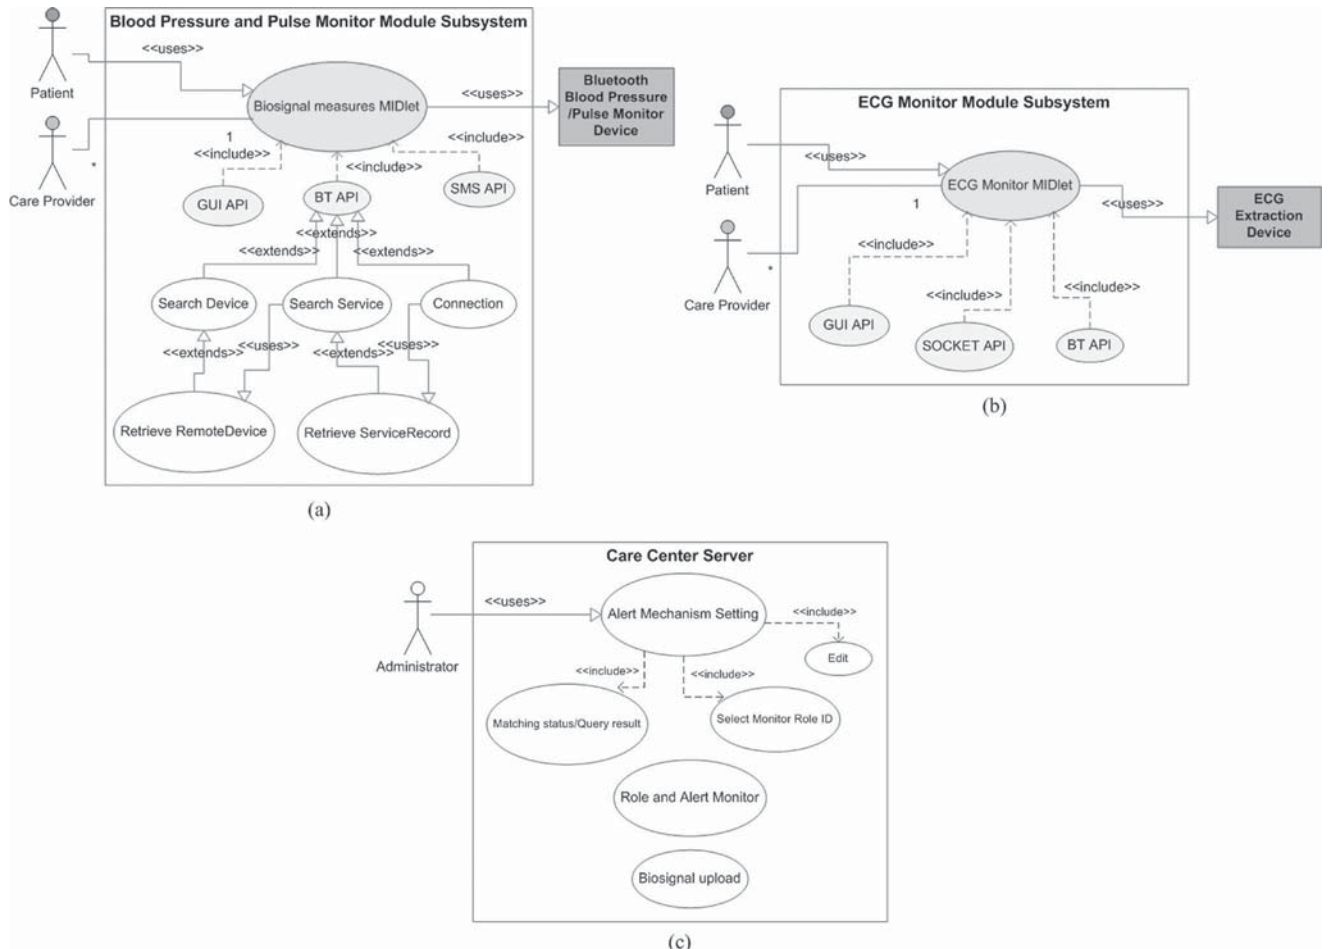 Blood Pressure and Pulse Monitor Module Subsystem
<<uses>>
Patient
Biosignal measures MIDlet
<<uses>>
Bluetooth
Blood Pressure
/Pulse Monitor
Device
Care Provider
*
1
<<include>>
<<include>>
<<include>>
GUI API
BT API
SMS API
<<extends>>
<<extends>>
<<extends>>
Search Device
Search Service
Connection
<<extends>>
<<uses>>
<<extends>>
<<uses>>
Retrieve RemoteDevice
Retrieve ServiceRecord
(a)
ECG Monitor Module Subsystem
Patient
<<uses>>
ECG Monitor MIDlet
1
<<uses>>
ECG
Extraction
Device
Care Provider
*
<<include>>
<<include>>
<<include>>
GUI API
SOCKET API
BT API
(b)
Care Center Server
Administrator
<<uses>>
Alert Mechanism Setting
<<include>>
Edit
<<include>>
<<include>>
Matching status/Query result
Select Monitor Role ID
Role and Alert Monitor
Biosignal upload
(c)